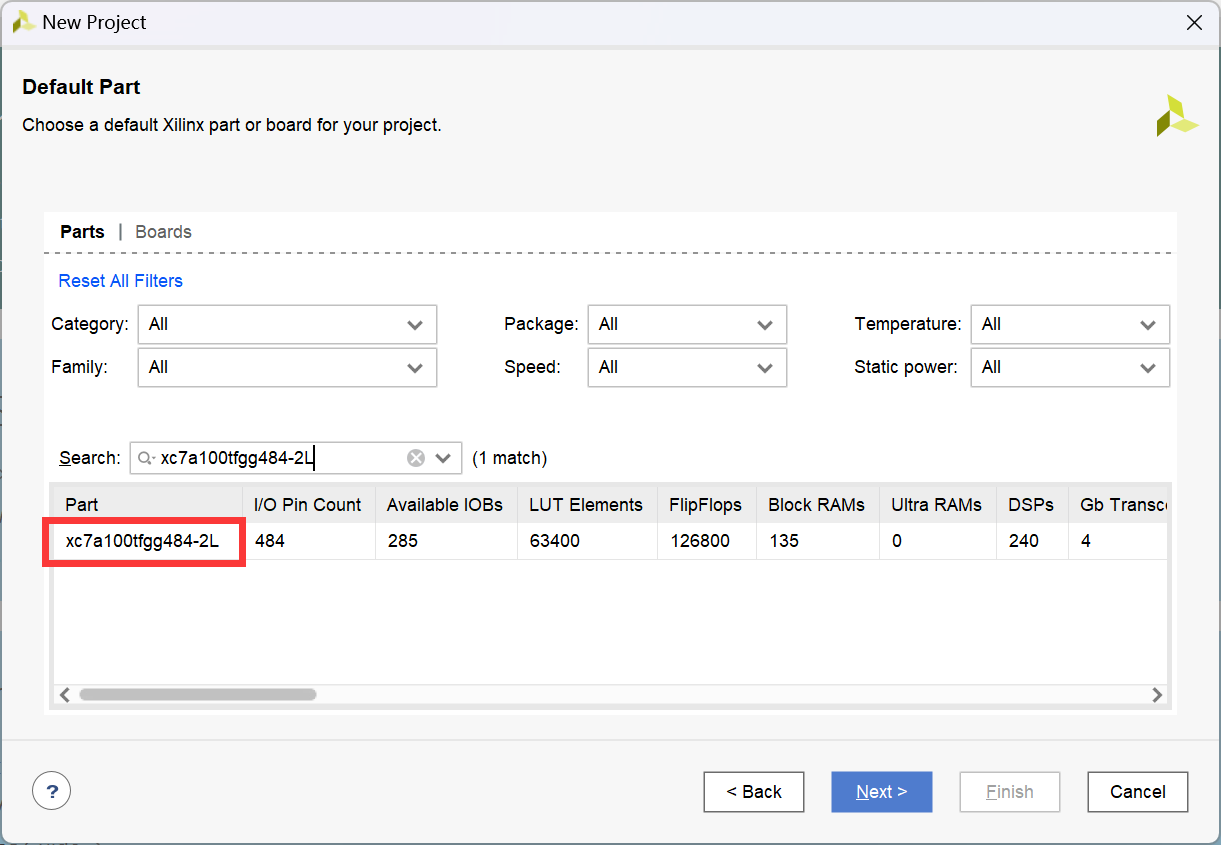 New Project
Default Part
Choose a default Xilinx part or board for your project.
Parts | Boards
Reset All Filters
Category: All Package: All Temperature: All
Family: All Speed: All Static power: All
Search: xc7a100tfgg484-2L (1 match)
Part I/O Pin Count Available IOBs LUT Elements FlipFlops Block RAMs Ultra RAMs DSPs Gb Transc
xc7a100tfgg484-2L 484 285 63400 126800 135 0 240 4
? < Back Next > Finish Cancel